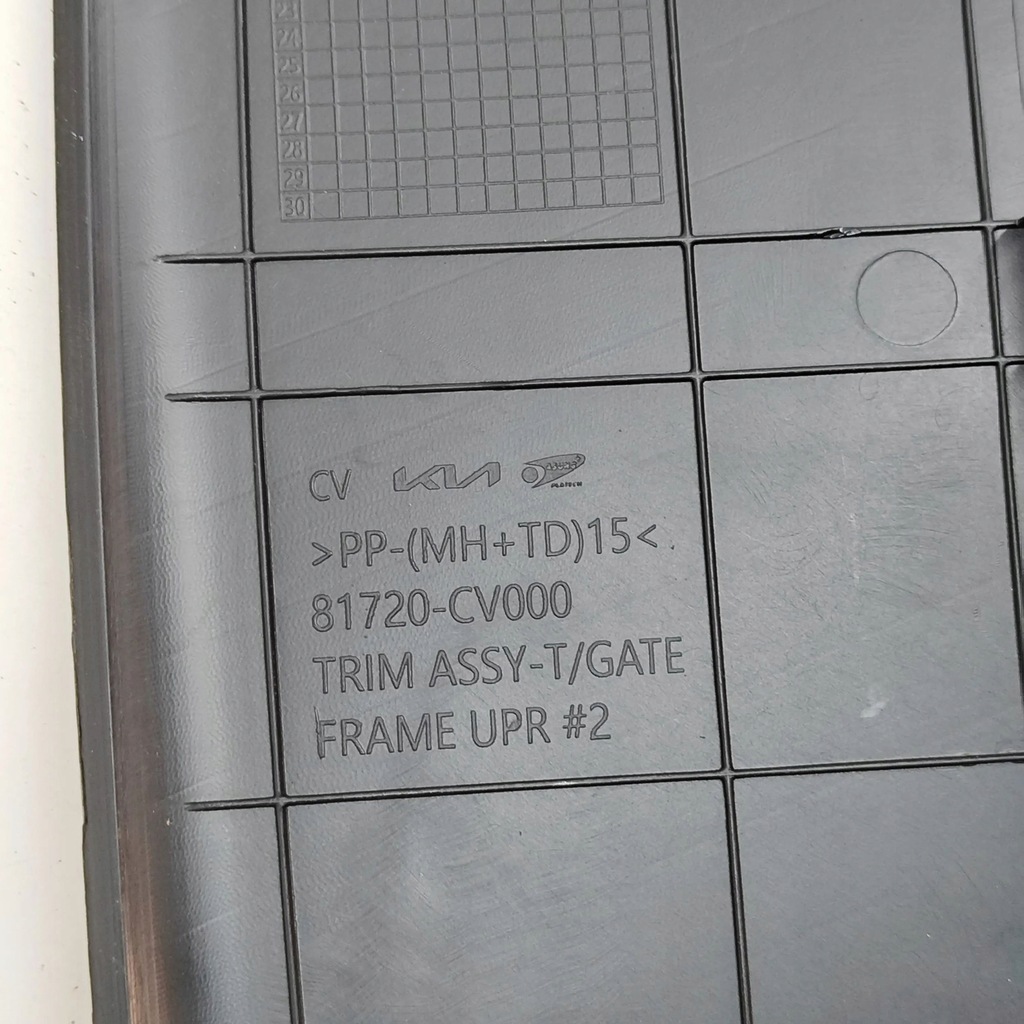 23
24
25
26
27
28
29
30
CV KIA
>PP-(MH+TD)15<
81720-CV000
TRIM ASSY-T/GATE
FRAME UPR #2